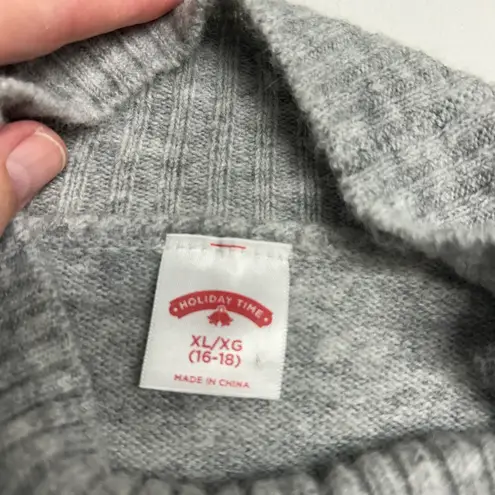 • HOLIDAY TIME •
XL/XG
(16-18)
MADE IN CHINA